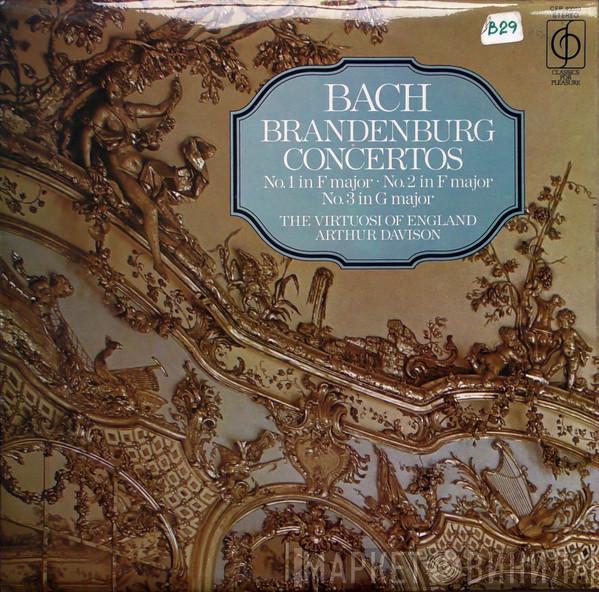 B29
STEREO
CLASSICS
FOR
PLEASURE
BACH
BRANDENBURG
CONCERTOS
No. 1 in F major · No. 2 in F major
No. 3 in G major
THE VIRTUOSI OF ENGLAND
ARTHUR DAVISON
МАРКЕТ ВИНИЛА